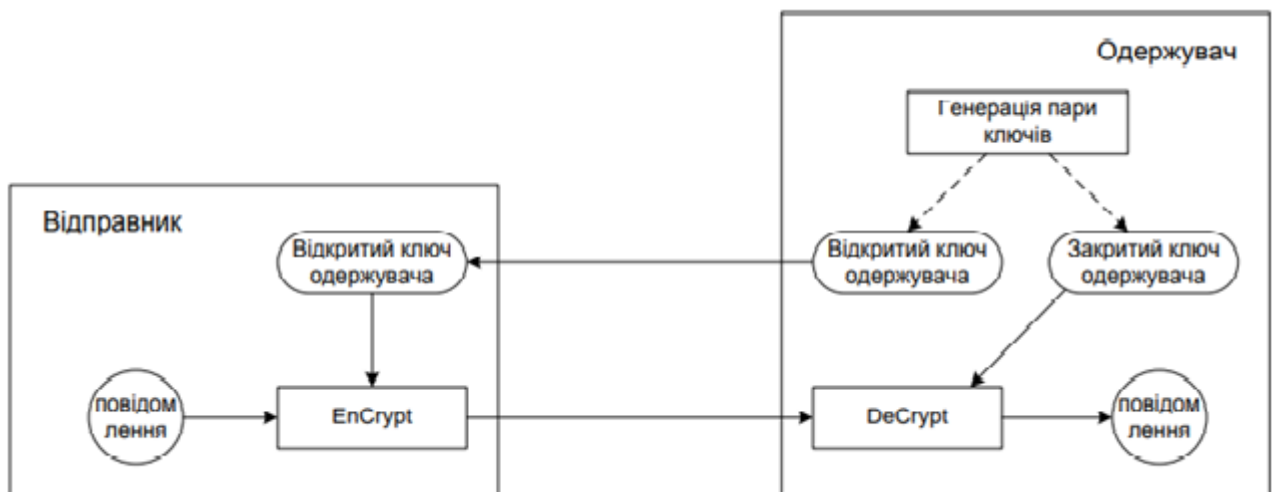 Одержувач
Генерація пари
ключів
Відправник
Відкритий ключ
одержувача
Відкритий ключ
одержувача
Закритий ключ
одержувача
повідом
лення
EnCrypt
DeCrypt
повідом
лення